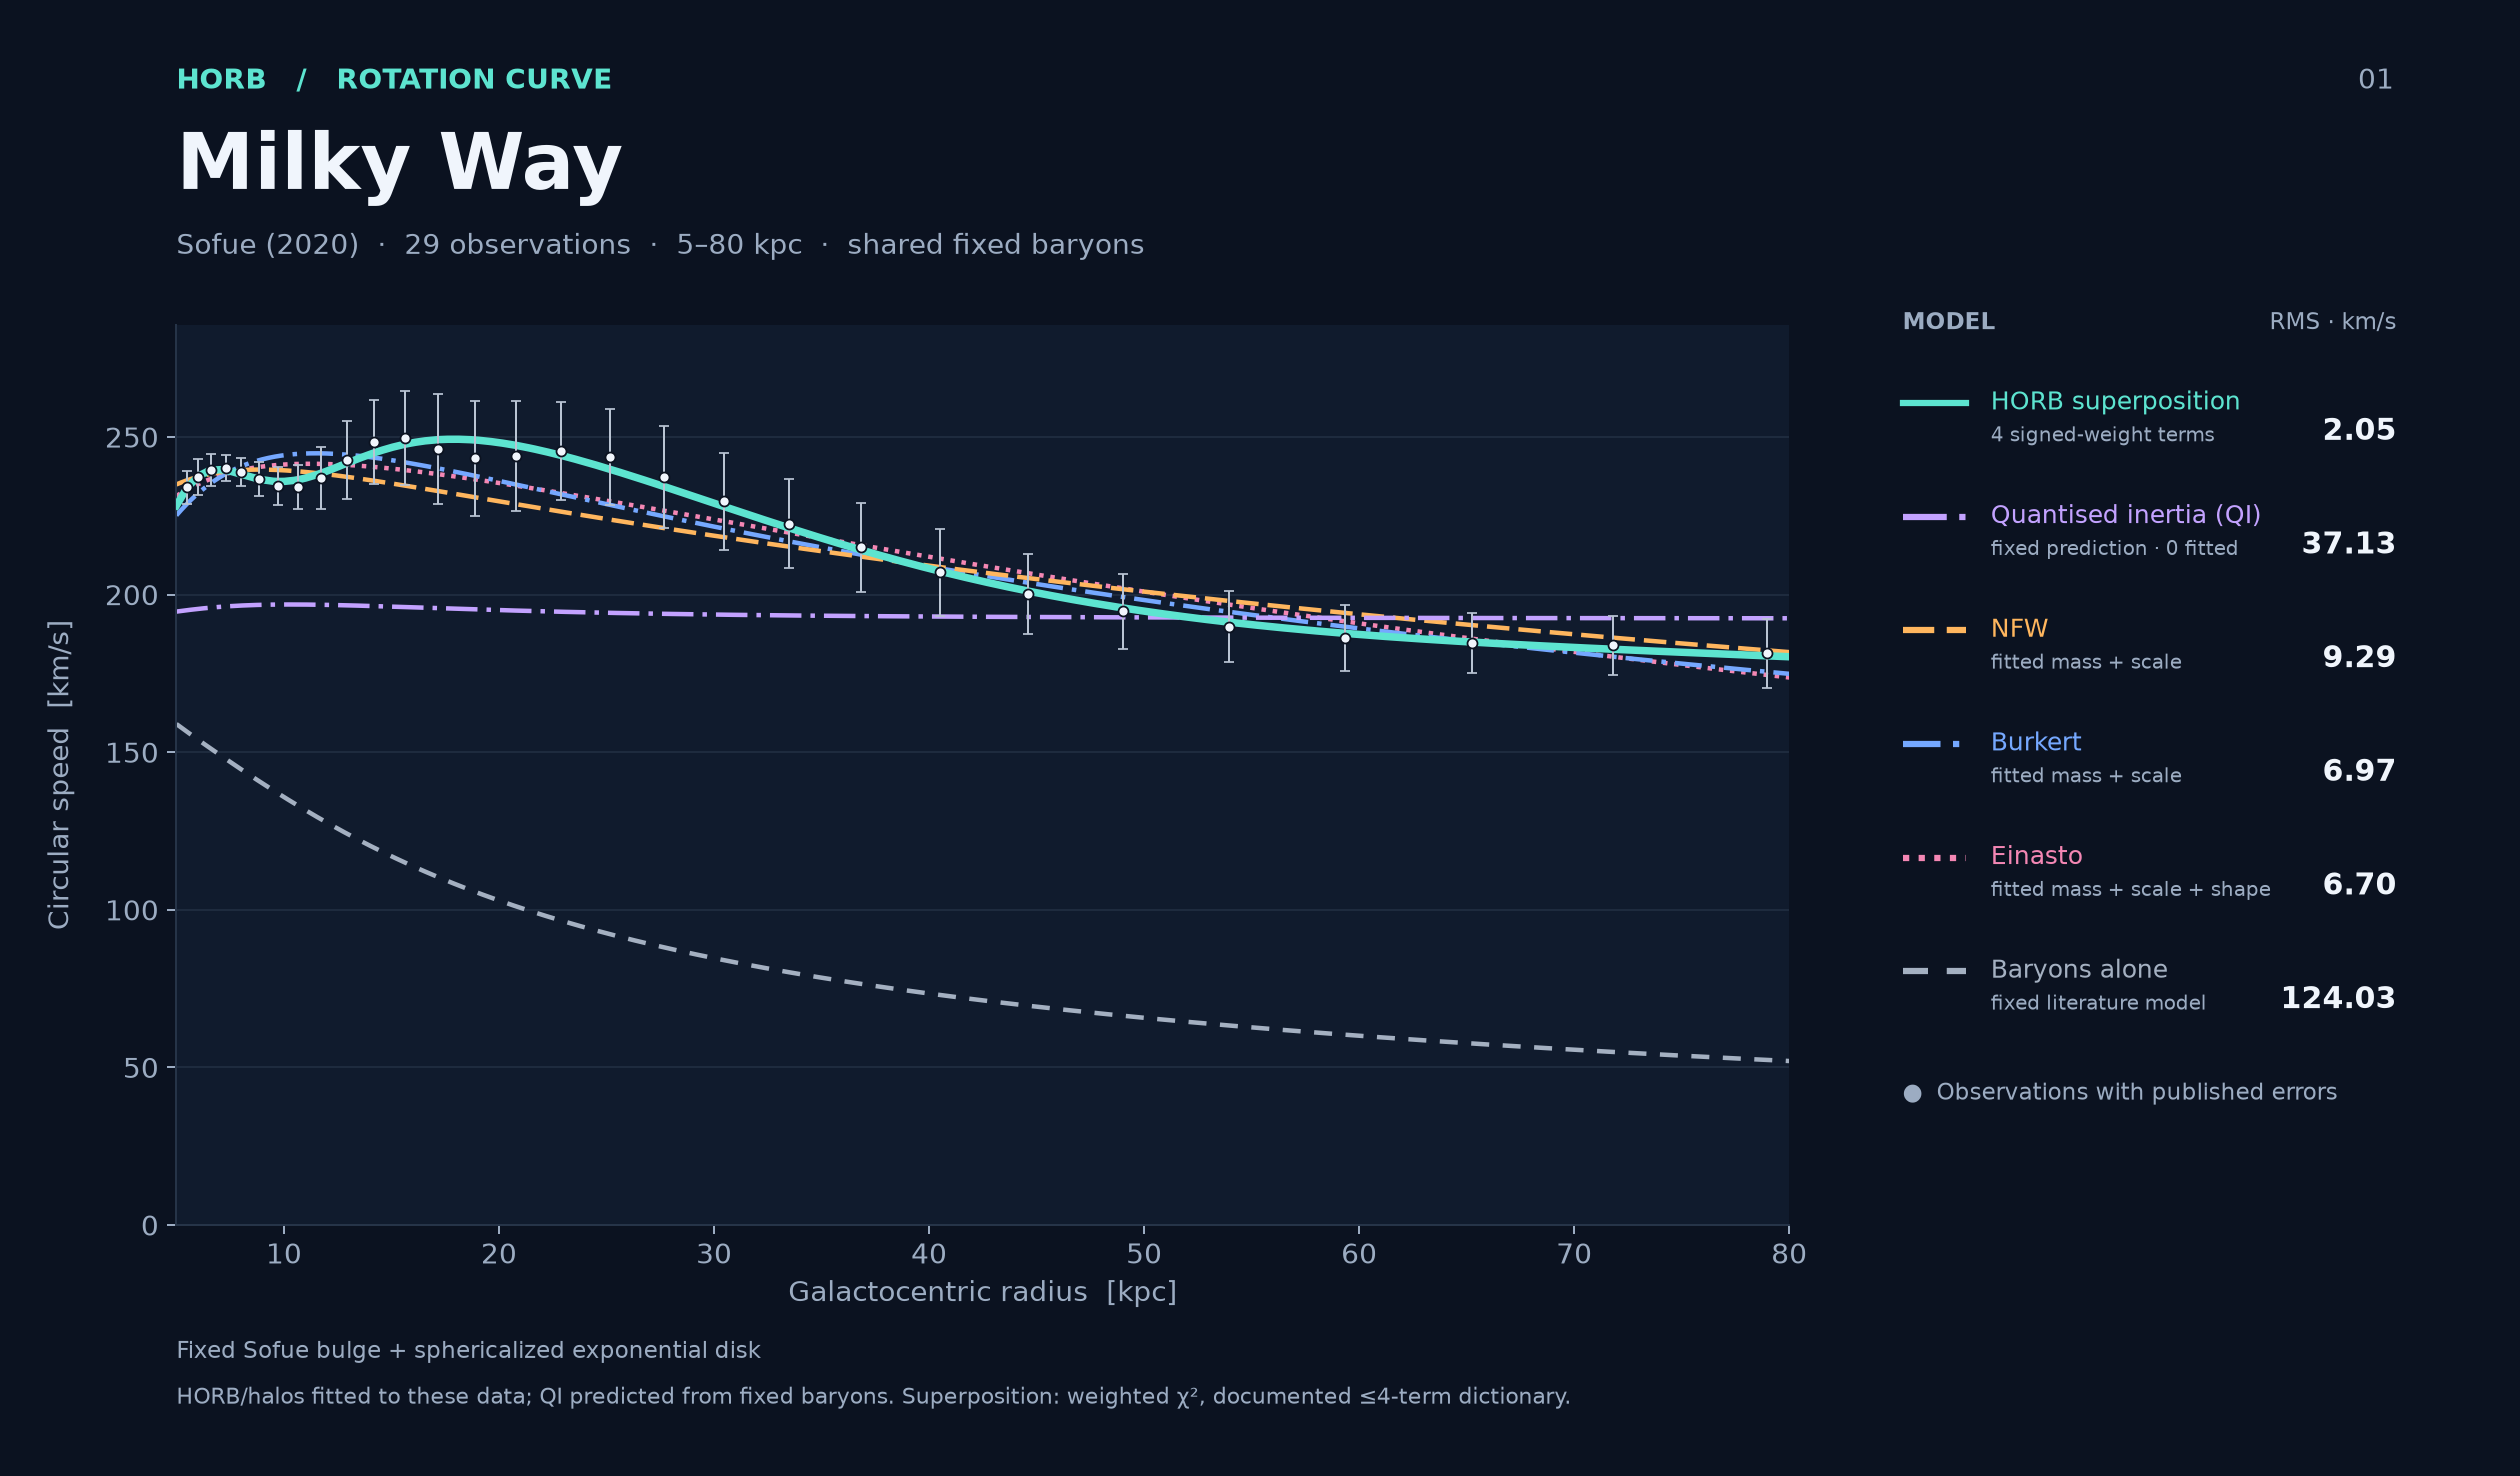 HORB / ROTATION CURVE
01
Milky Way
Sofue (2020) · 29 observations · 5–80 kpc · shared fixed baryons
MODEL RMS · km/s
HORB superposition
4 signed-weight terms
2.05
Quantised inertia (QI)
fixed prediction · 0 fitted
37.13
NFW
fitted mass + scale
9.29
Burkert
fitted mass + scale
6.97
Einasto
fitted mass + scale + shape
6.70
Baryons alone
fixed literature model
124.03
Observations with published errors
Circular speed [km/s]
250
200
150
100
50
0
10 20 30 40 50 60 70 80
Galactocentric radius [kpc]
Fixed Sofue bulge + sphericalized exponential disk
HORB/halos fitted to these data; QI predicted from fixed baryons. Superposition: weighted χ², documented ≤4-term dictionary.